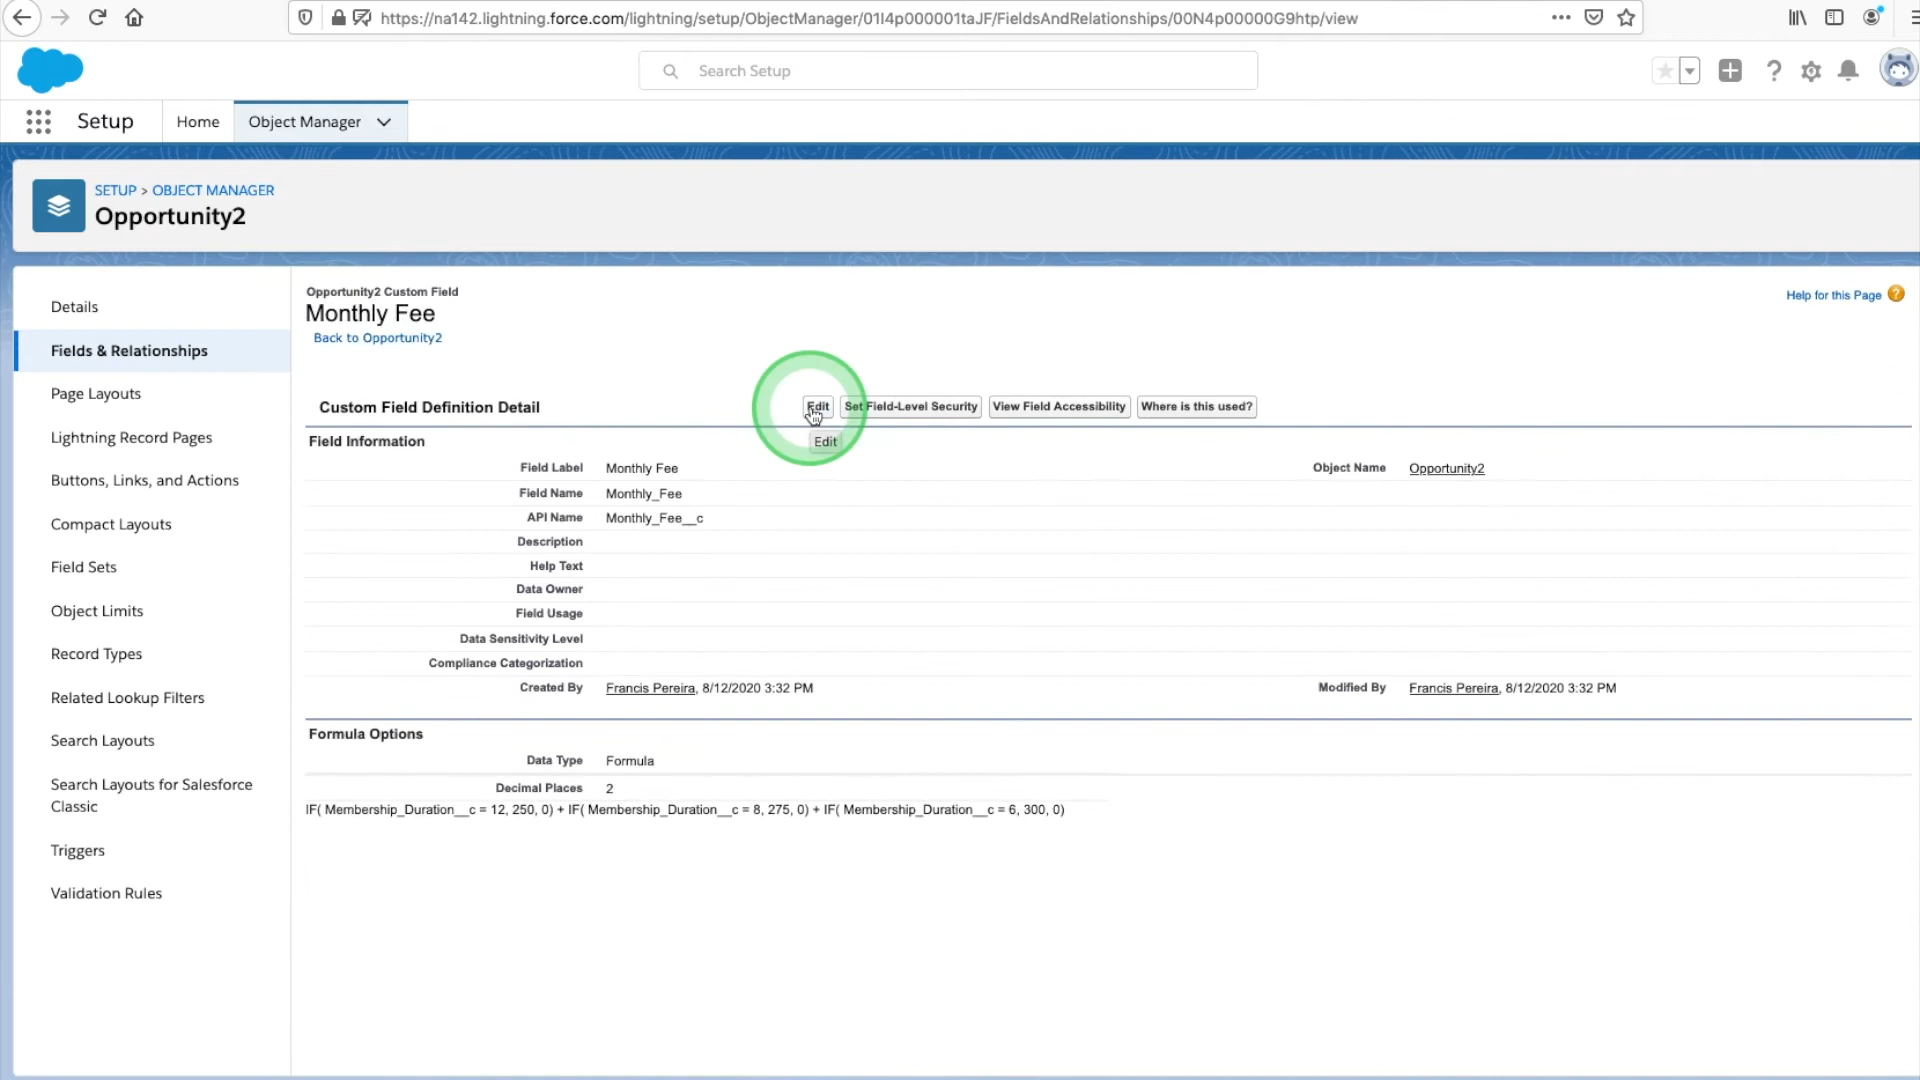 https://na142.lightning.force.com/lightning/setup/ObjectManager/01I4p000001taJF/FieldsAndRelationships/00N4p00000G9htp/view
Search Setup
Setup
Home
Object Manager
SETUP > OBJECT MANAGER
Opportunity2
Details
Fields & Relationships
Page Layouts
Lightning Record Pages
Buttons, Links, and Actions
Compact Layouts
Field Sets
Object Limits
Record Types
Related Lookup Filters
Search Layouts
Search Layouts for Salesforce
Classic
Triggers
Validation Rules
Opportunity2 Custom Field
Monthly Fee
Back to Opportunity2
Help for this Page
Custom Field Definition Detail
Edit
Set Field-Level Security
View Field Accessibility
Where is this used?
Edit
Field Information
Field Label Monthly Fee Object Name Opportunity2
Field Name Monthly_Fee
API Name Monthly_Fee__c
Description
Help Text
Data Owner
Field Usage
Data Sensitivity Level
Compliance Categorization
Created By Francis Pereira, 8/12/2020 3:32 PM Modified By Francis Pereira, 8/12/2020 3:32 PM
Formula Options
Data Type Formula
Decimal Places 2
IF( Membership_Duration__c = 12, 250, 0) + IF( Membership_Duration__c = 8, 275, 0) + IF( Membership_Duration__c = 6, 300, 0)